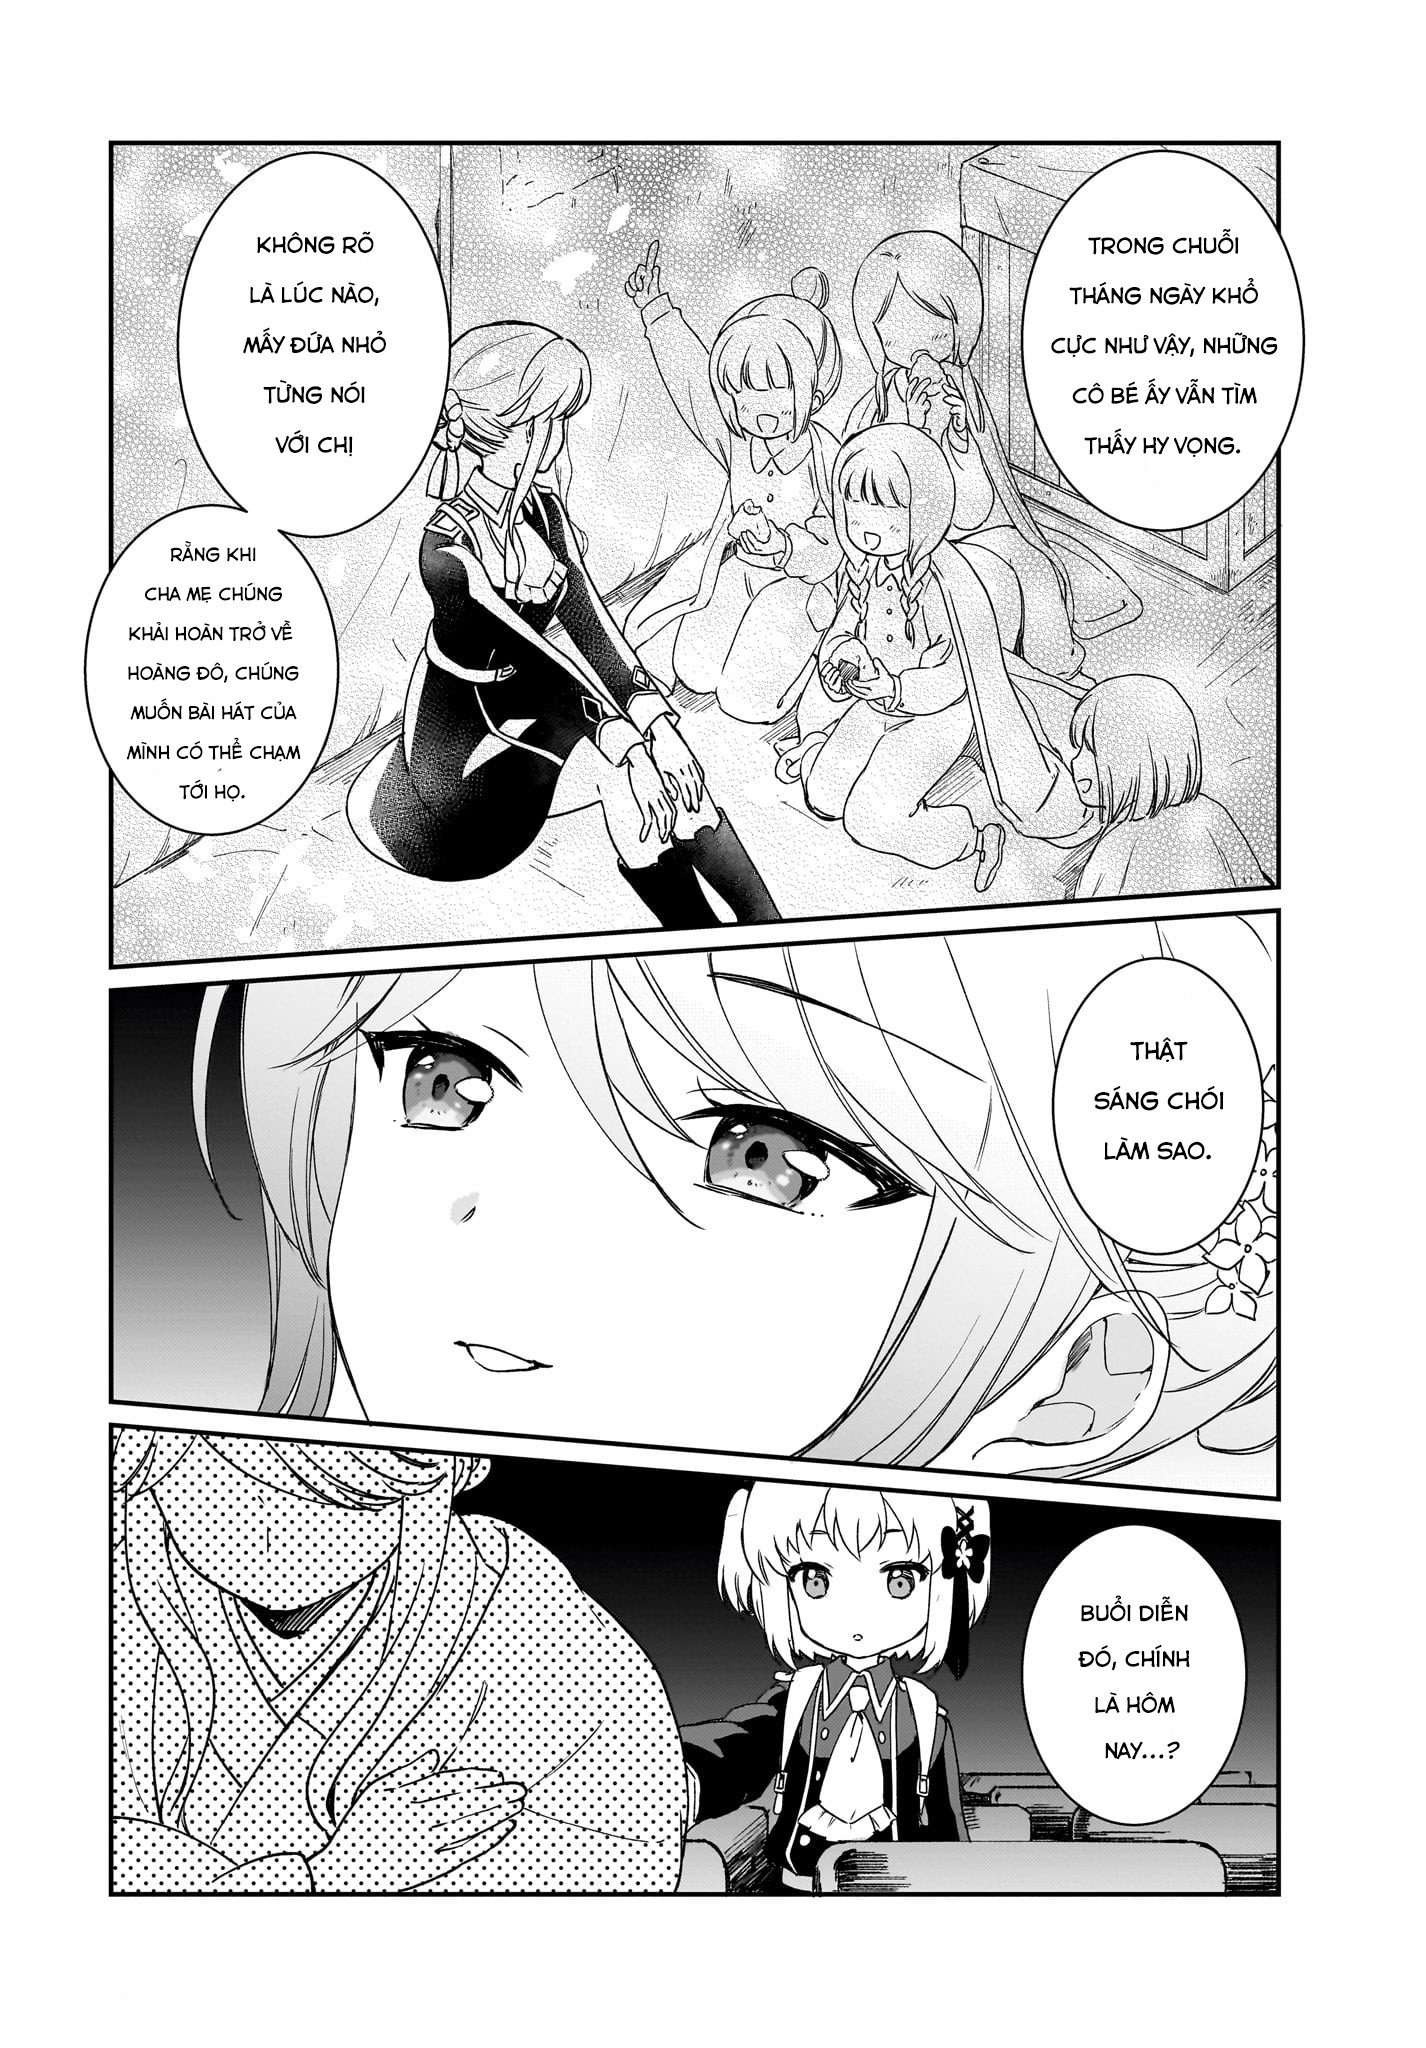 TRONG CHUỖI
THÁNG NGÀY KHỔ
CỰC NHƯ VẬY, NHỮNG
CÔ BÉ ẤY VẪN TÌM
THẤY HY VỌNG.
KHÔNG RÕ
LÀ LÚC NÀO,
MẤY ĐỨA NHỎ
TỪNG NÓI
VỚI CHỊ
RẰNG KHI
CHA MẸ CHÚNG
KHẢI HOÀN TRỞ VỀ
HOÀNG ĐÔ, CHÚNG
MUỐN BÀI HÁT CỦA
MÌNH CÓ THỂ CHẠM
TỚI HỌ.
THẬT
SÁNG CHÓI
LÀM SAO.
BUỔI DIỄN
ĐÓ, CHÍNH
LÀ HÔM
NAY...?